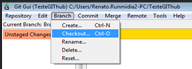 Git Gui (TesteGITHub) C:/Users/Renato.Runmidia2-PC/TesteGITHub
Repository Edit Branch Commit Merge Remote Tools Help
Current Branch: Br
Create... Ctrl-N
Checkout... Ctrl-O
Rename...
Delete...
Reset...
Unstaged Changes